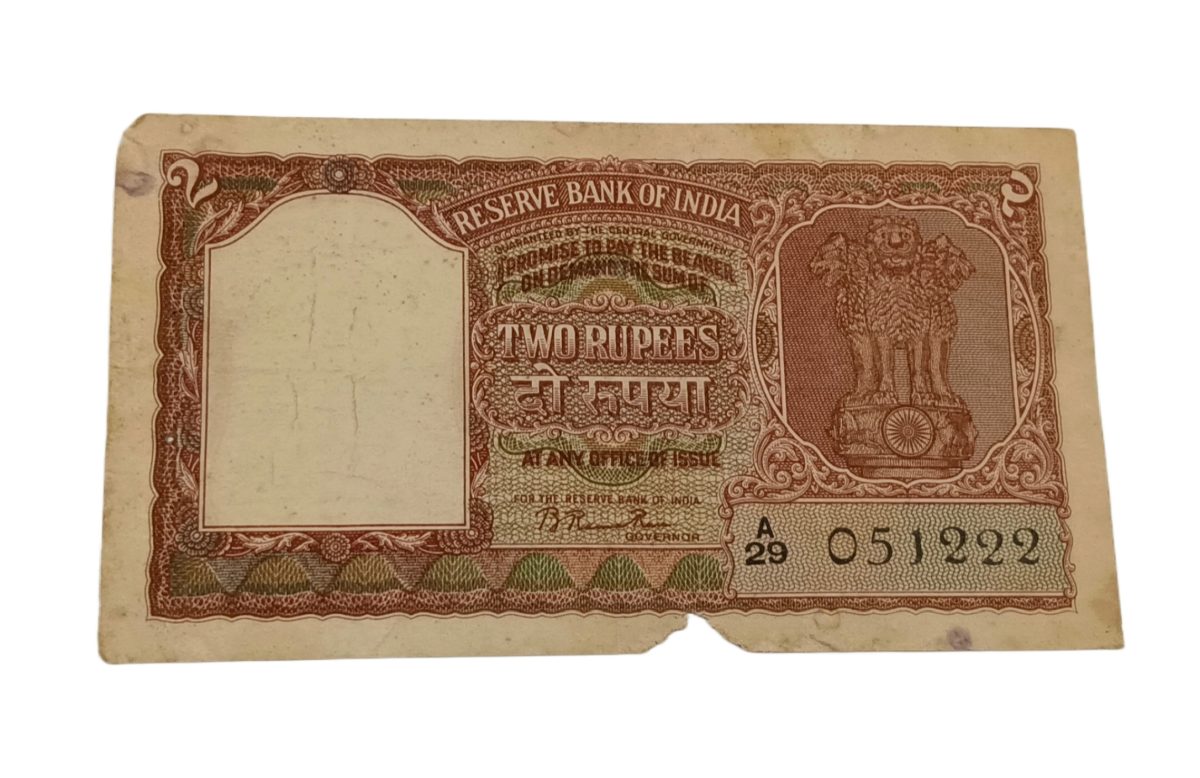 २
२
RESERVE BANK OF INDIA
GUARANTEED BY THE CENTRAL GOVERNMENT
I PROMISE TO PAY THE BEARER
ON DEMAND THE SUM OF
TWO RUPEES
दो रुपया
AT ANY OFFICE OF ISSUE
FOR THE RESERVE BANK OF INDIA
B Rama Rau
GOVERNOR
A
29
051222